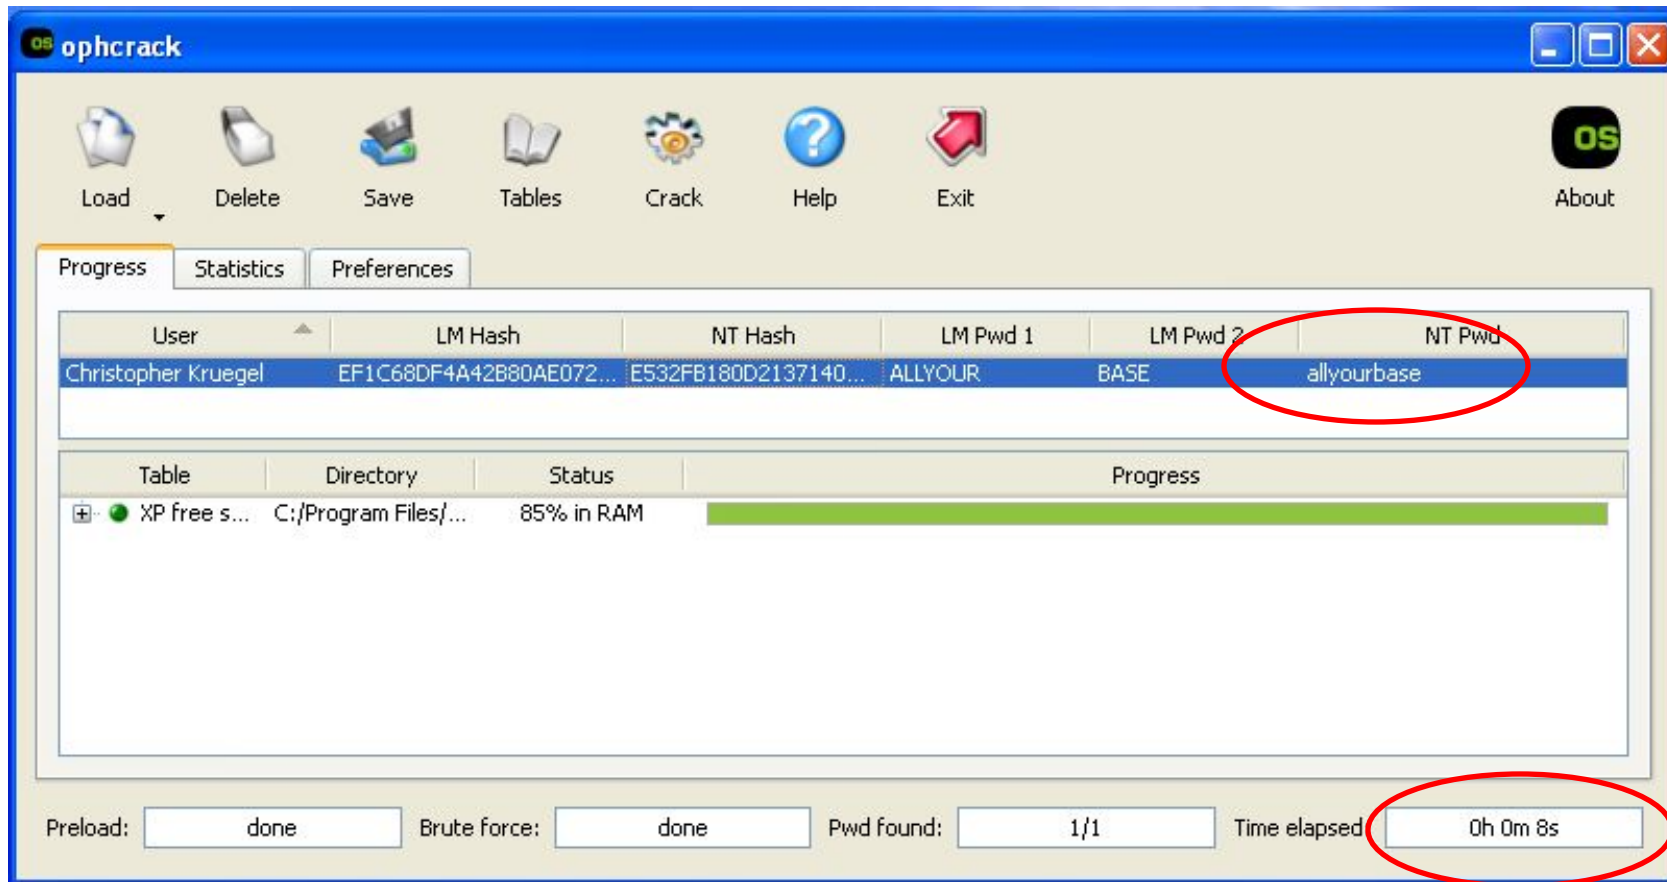 os ophcrack
os
Load Delete Save Tables Crack Help Exit About
Progress Statistics Preferences
User LM Hash NT Hash LM Pwd 1 LM Pwd 2 NT Pwd
Christopher Kruegel EF1C68DF4A42B80AE072... E532FB180D2137140... ALLYOUR BASE allyourbase
Table Directory Status Progress
XP free s... C:/Program Files/... 85% in RAM
Preload: done Brute force: done Pwd found: 1/1 Time elapsed 0h 0m 8s